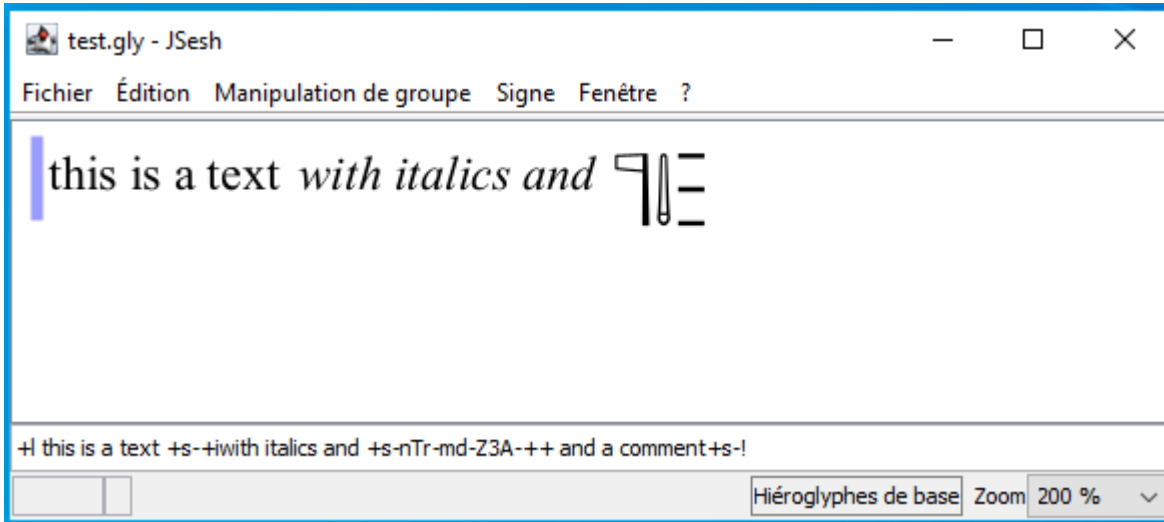 test.gly - JSesh
Fichier Édition Manipulation de groupe Signe Fenêtre ?
this is a text with italics and 𓊹𓌃𓏪
+l this is a text +s-+iwith italics and +s-nTr-md-Z3A-++ and a comment+s-!
Hiéroglyphes de base Zoom 200 %